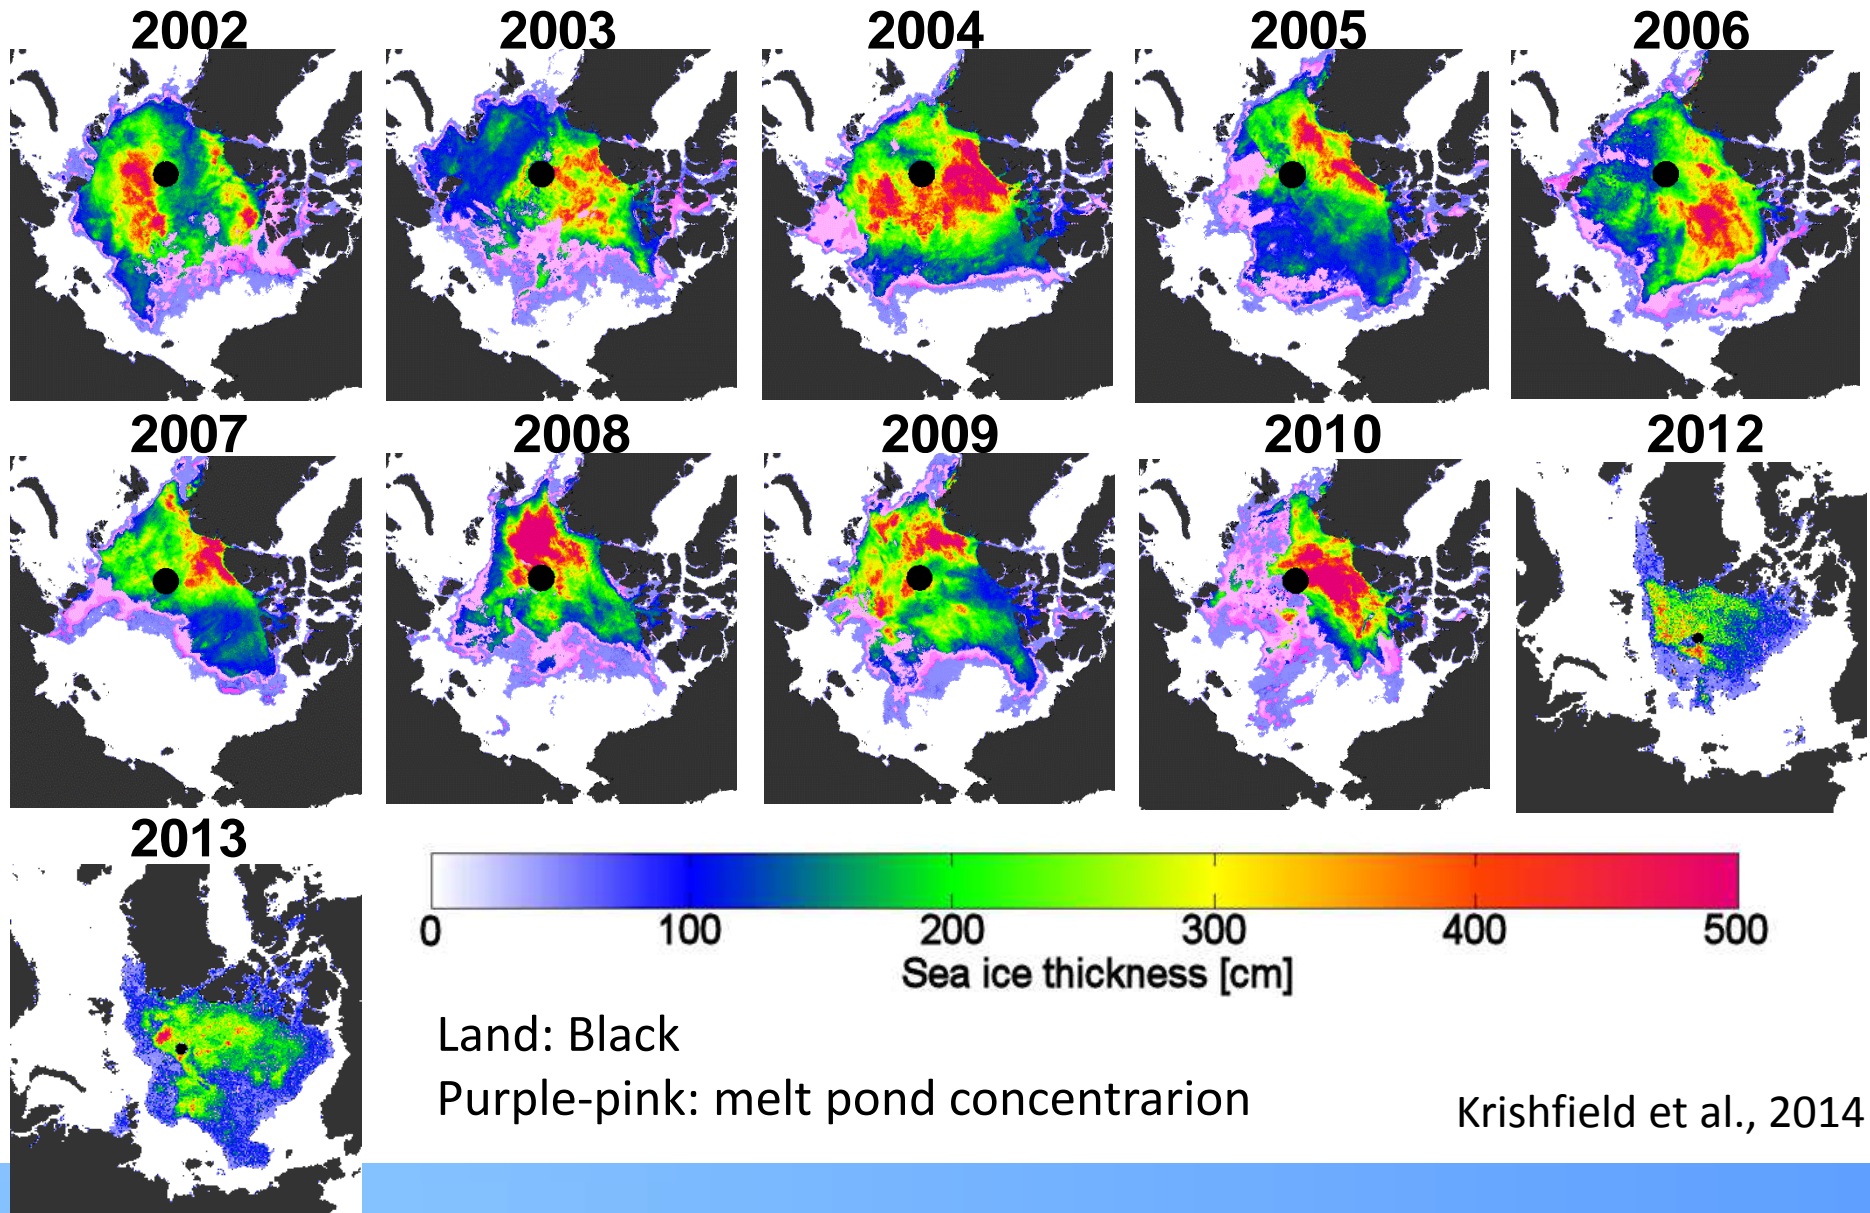 2002 2003 2004 2005 2006
2007 2008 2009 2010 2012
2013
0 100 200 300 400 500
Sea ice thickness [cm]
Land: Black
Purple-pink: melt pond concentrarion
Krishfield et al., 2014